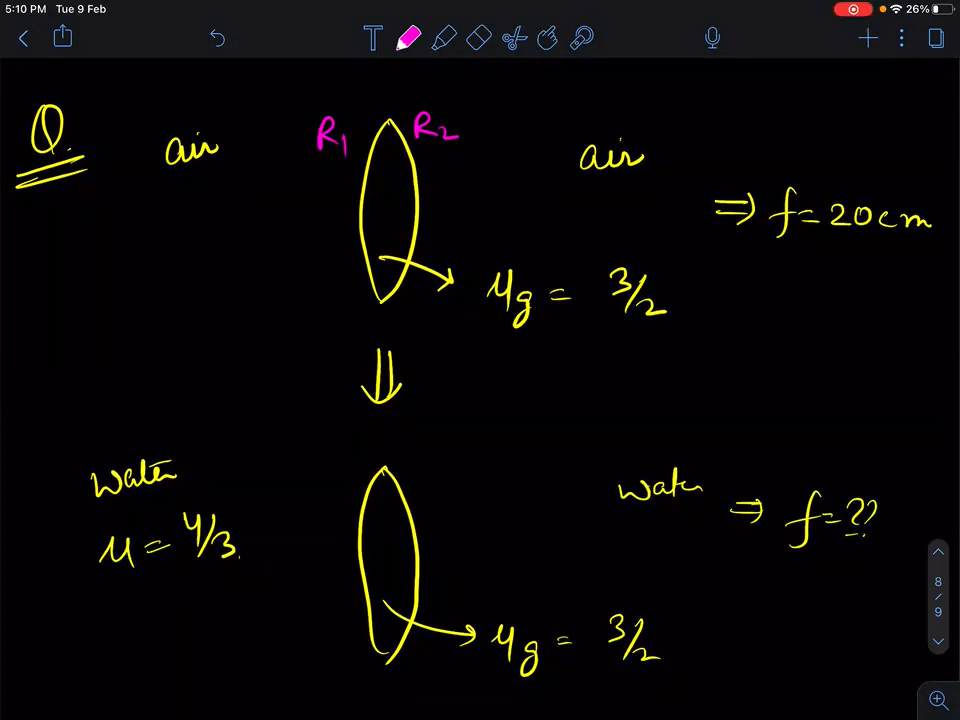 5:10 PM Tue 9 Feb
26%
T
Q.
air
R1
R2
air
⇒ f = 20cm
μg = 3/2
⇓
water
μ = 4/3
water
⇒ f = ??
μg = 3/2
8
/
9